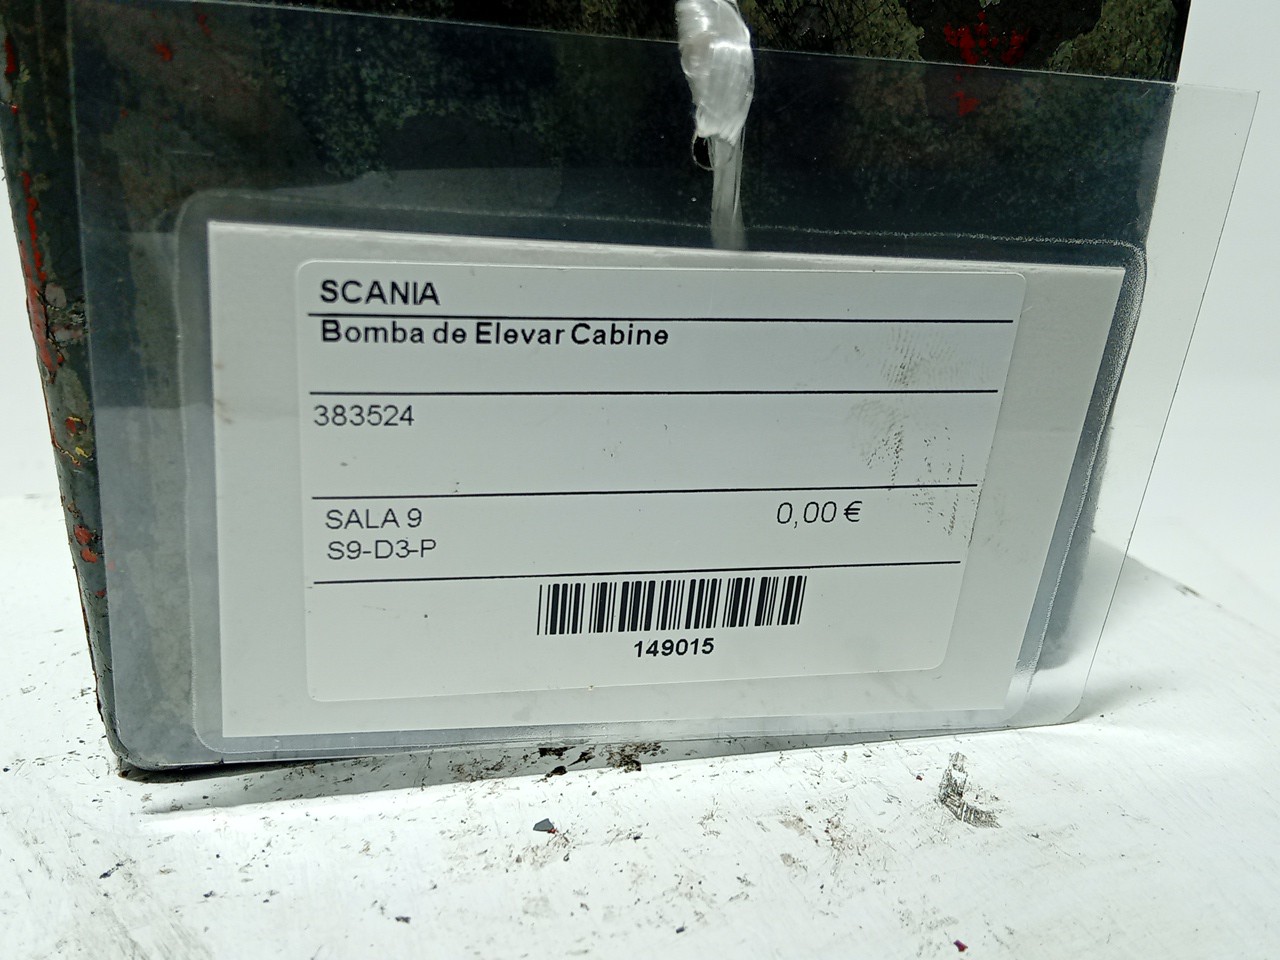 SCANIA
Bomba de Elevar Cabine
383524
SALA 9 0,00 €
S9-D3-P
149015